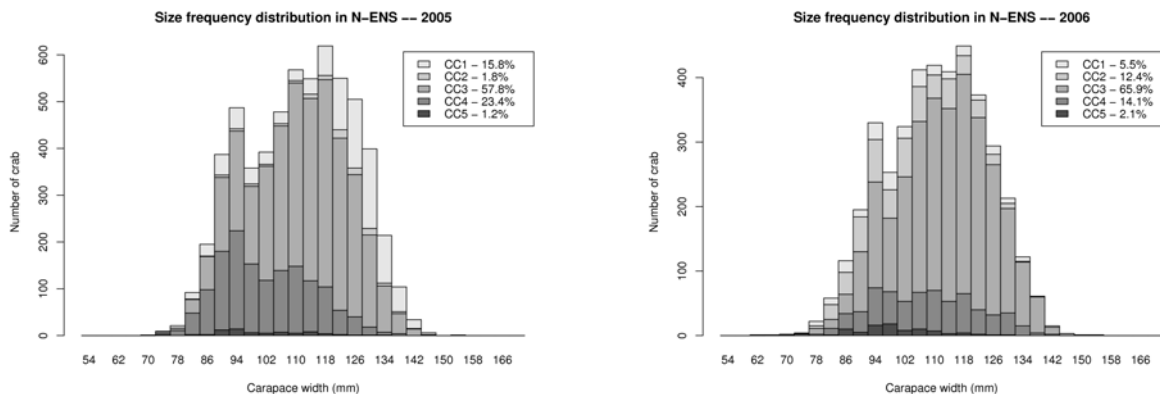 Size frequency distribution in N−ENS −− 2005
CC1 − 15.8%
CC2 − 1.8%
CC3 − 57.8%
CC4 − 23.4%
CC5 − 1.2%
Number of crab
600
500
400
300
200
100
0
54 62 70 78 86 94 102 110 118 126 134 142 150 158 166
Carapace width (mm)
Size frequency distribution in N−ENS −− 2006
CC1 − 5.5%
CC2 − 12.4%
CC3 − 65.9%
CC4 − 14.1%
CC5 − 2.1%
Number of crab
400
300
200
100
0
54 62 70 78 86 94 102 110 118 126 134 142 150 158 166
Carapace width (mm)